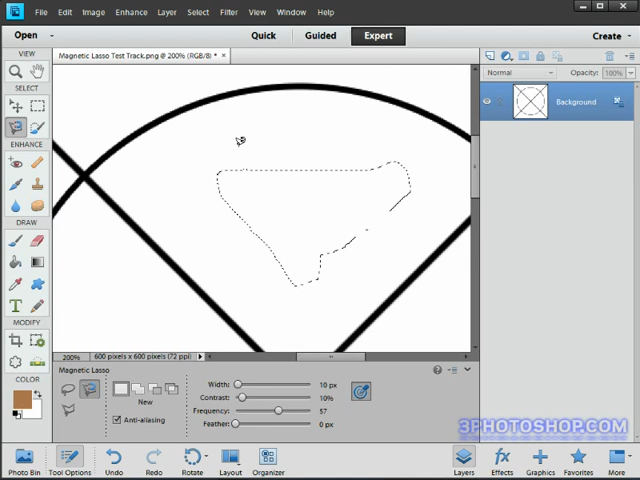 File Edit Image Enhance Layer Select Filter View Window Help
Open Quick Guided Expert Create
Magnetic Lasso Test Track.png @ 200% (RGB/8) * ×
VIEW
SELECT
ENHANCE
DRAW
MODIFY
COLOR
Normal Opacity: 100%
Background
200% 600 pixels x 600 pixels (72 ppi)
Magnetic Lasso
New
Anti-aliasing
Width: 10 px
Contrast: 10%
Frequency: 57
Feather: 0 px
3PHOTOSHOP.COM
Photo Bin Tool Options Undo Redo Rotate Layout Organizer Layers Effects Graphics Favorites More